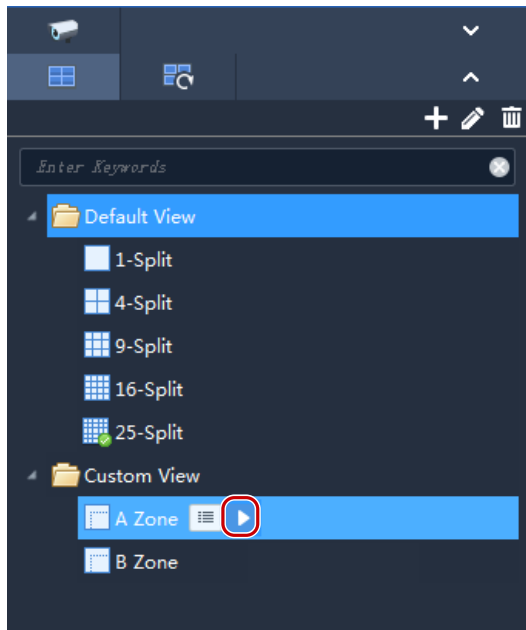 Enter Keywords
Default View
1-Split
4-Split
9-Split
16-Split
25-Split
Custom View
A Zone
B Zone